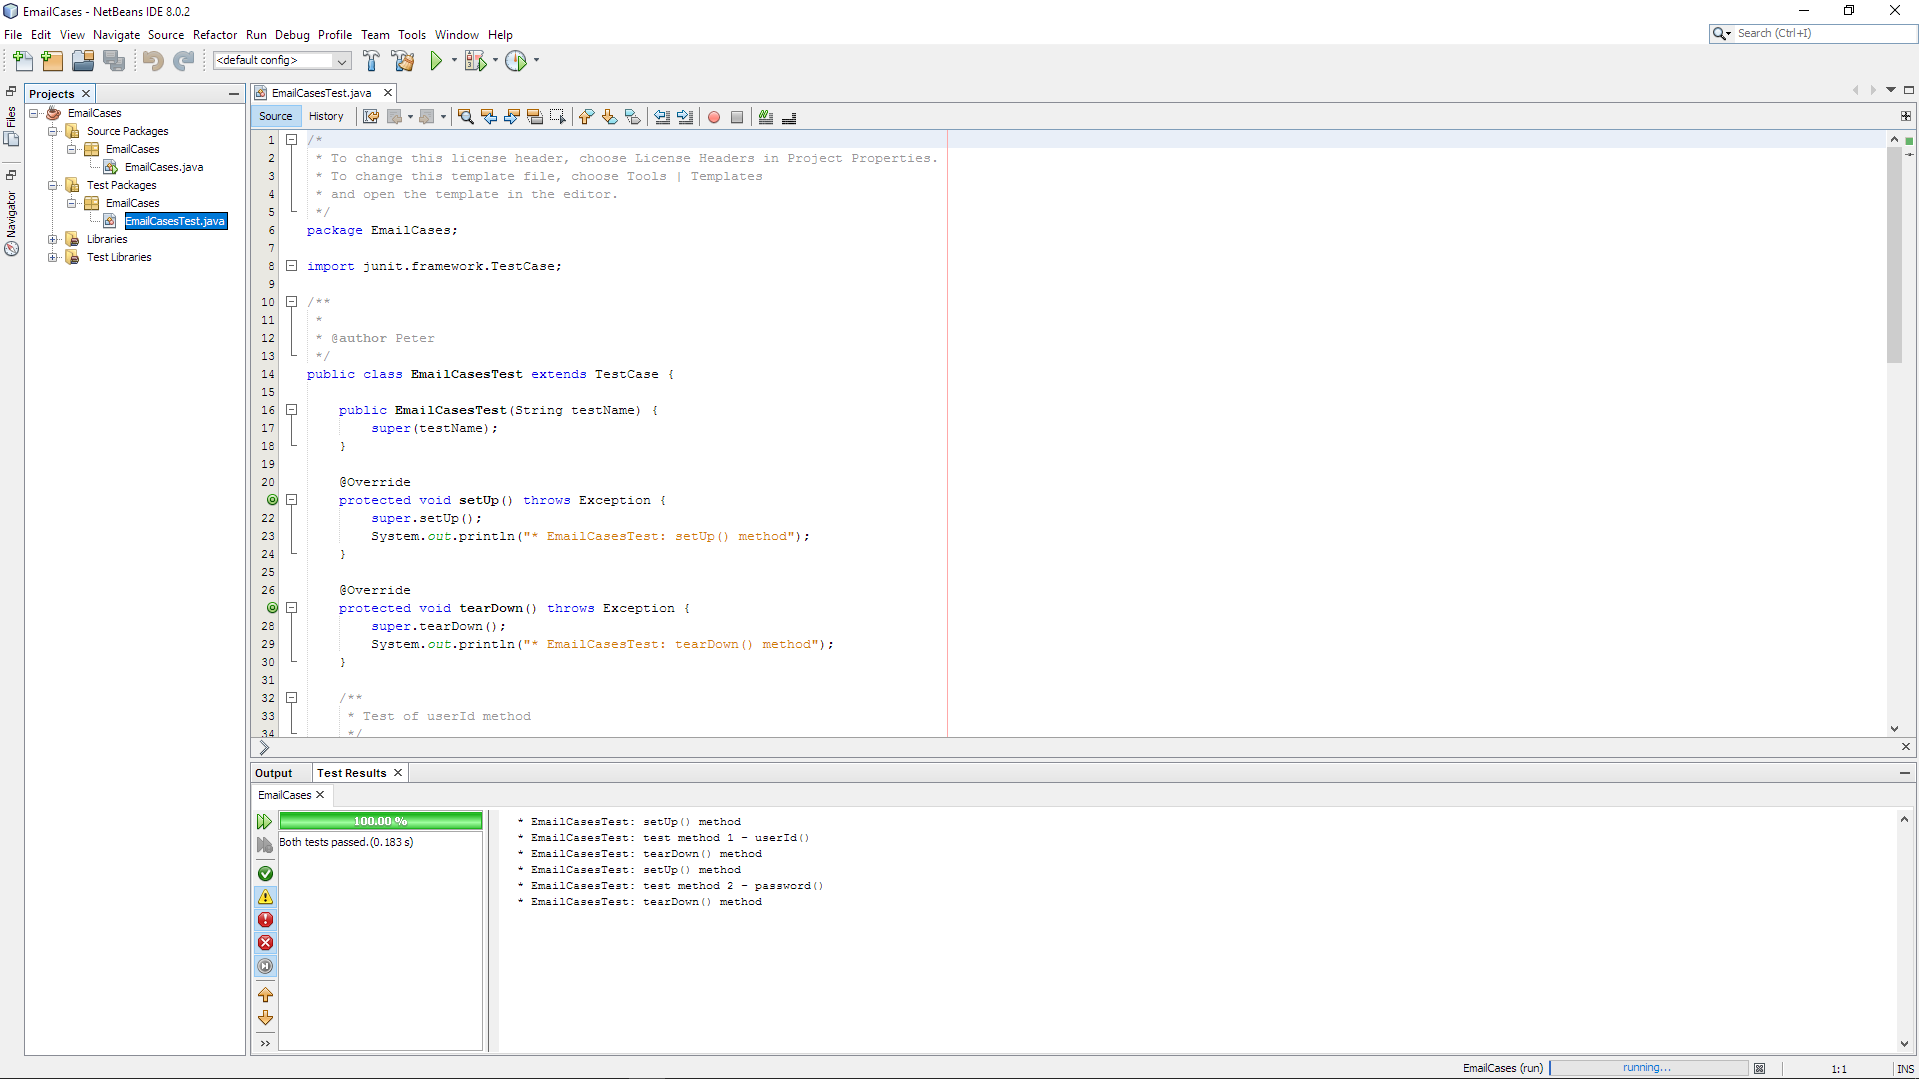 EmailCases - NetBeans IDE 8.0.2
File Edit View Navigate Source Refactor Run Debug Profile Team Tools Window Help
Search (Ctrl+I)
<default config>
Projects
EmailCasesTest.java
Files
Navigator
EmailCases
Source Packages
EmailCases
EmailCases.java
Test Packages
EmailCases
EmailCasesTest.java
Libraries
Test Libraries
Source History
1 /*
2 * To change this license header, choose License Headers in Project Properties.
3 * To change this template file, choose Tools | Templates
4 * and open the template in the editor.
5 */
6 package EmailCases;
7
8 import junit.framework.TestCase;
9
10 /**
11 *
12 * @author Peter
13 */
14 public class EmailCasesTest extends TestCase {
15
16 public EmailCasesTest(String testName) {
17 super(testName);
18 }
19
20 @Override
protected void setUp() throws Exception {
22 super.setUp();
23 System.out.println("* EmailCasesTest: setUp() method");
24 }
25
26 @Override
protected void tearDown() throws Exception {
28 super.tearDown();
29 System.out.println("* EmailCasesTest: tearDown() method");
30 }
31
32 /**
33 * Test of userId method
34 */
Output Test Results
EmailCases
100.00 %
Both tests passed.(0.183 s)
* EmailCasesTest: setUp() method
* EmailCasesTest: test method 1 - userId()
* EmailCasesTest: tearDown() method
* EmailCasesTest: setUp() method
* EmailCasesTest: test method 2 - password()
* EmailCasesTest: tearDown() method
EmailCases (run) running... 1:1 INS